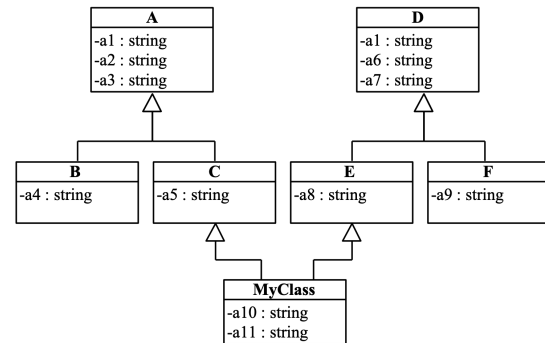 A
-a1 : string
-a2 : string
-a3 : string
D
-a1 : string
-a6 : string
-a7 : string
B
-a4 : string
C
-a5 : string
E
-a8 : string
F
-a9 : string
MyClass
-a10 : string
-a11 : string